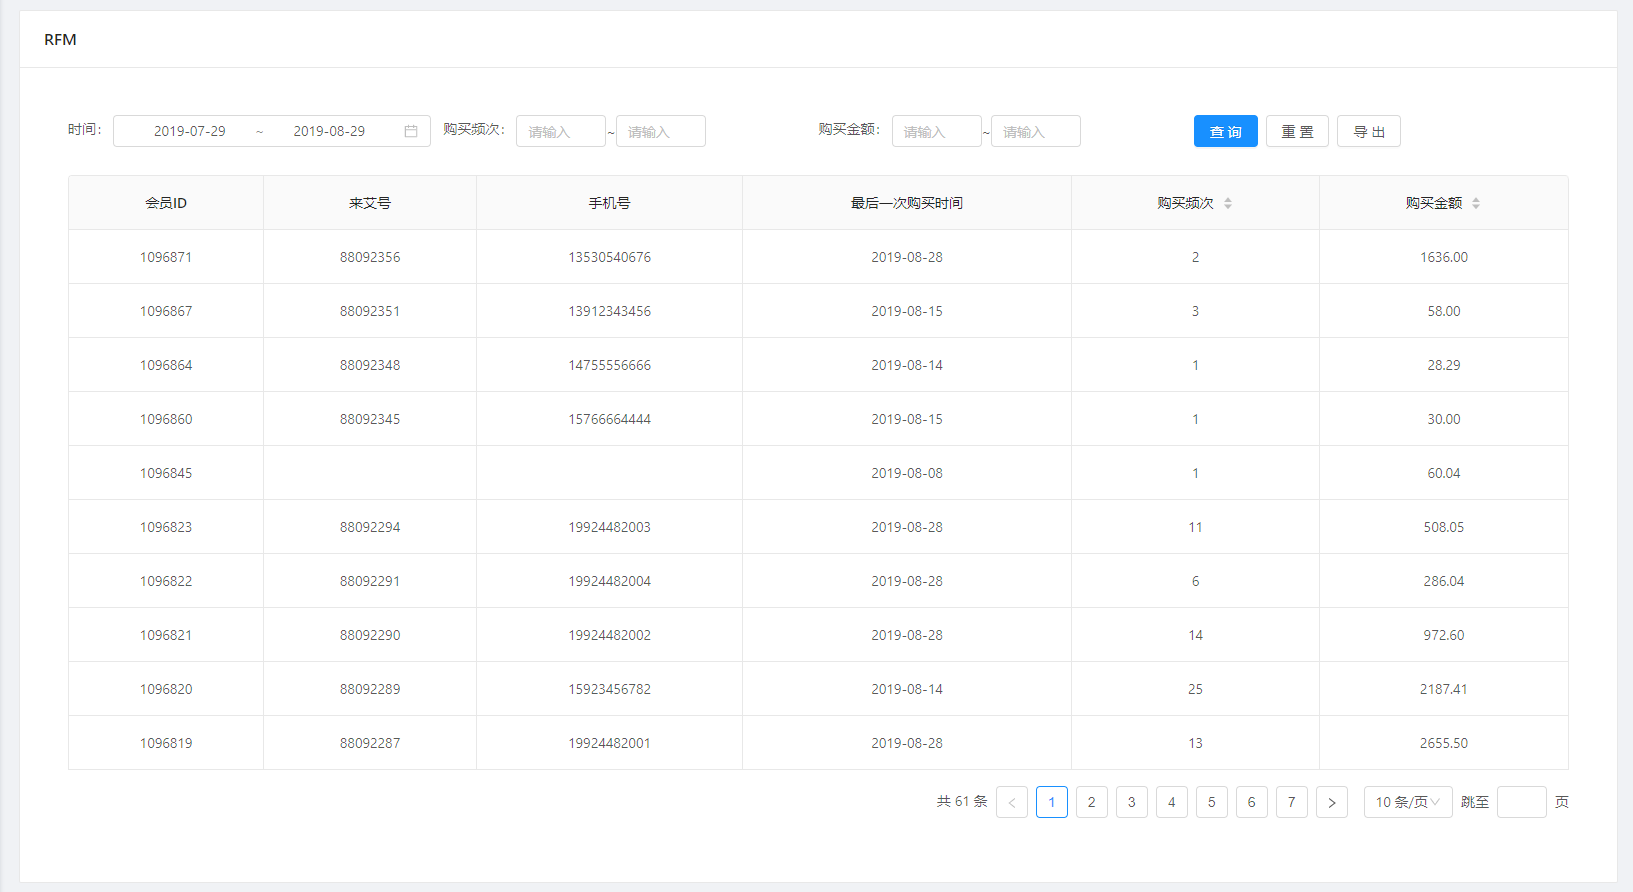 RFM
时间： 2019-07-29 ~ 2019-08-29 购买频次： 请输入 ~ 请输入 购买金额： 请输入 ~ 请输入 查 询 重 置 导 出
会员ID 来艾号 手机号 最后一次购买时间 购买频次 购买金额
1096871 88092356 13530540676 2019-08-28 2 1636.00
1096867 88092351 13912343456 2019-08-15 3 58.00
1096864 88092348 14755556666 2019-08-14 1 28.29
1096860 88092345 15766664444 2019-08-15 1 30.00
1096845 2019-08-08 1 60.04
1096823 88092294 19924482003 2019-08-28 11 508.05
1096822 88092291 19924482004 2019-08-28 6 286.04
1096821 88092290 19924482002 2019-08-28 14 972.60
1096820 88092289 15923456782 2019-08-14 25 2187.41
1096819 88092287 19924482001 2019-08-28 13 2655.50
共 61 条 < 1 2 3 4 5 6 7 > 10 条/页 跳至 页